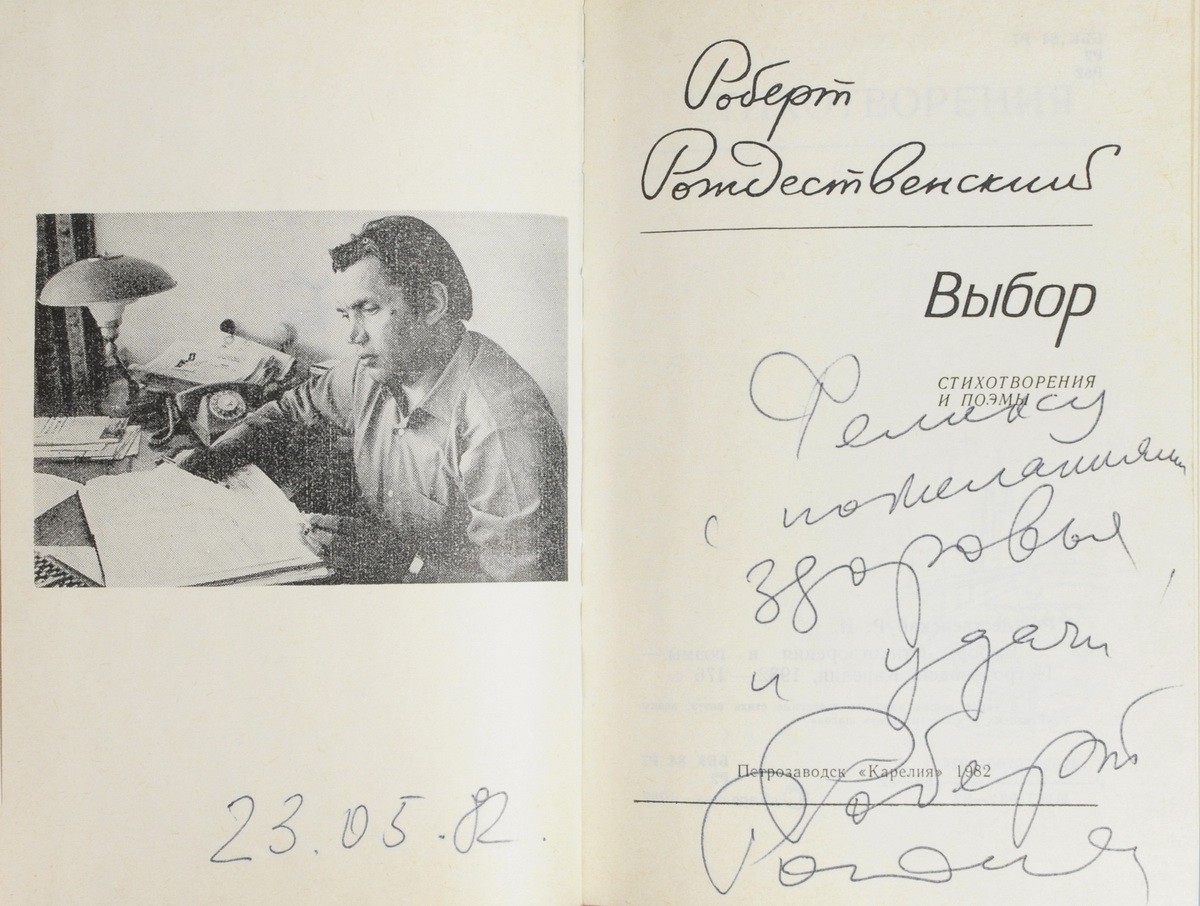 23.05.82.
Роберт
Рождественский
Выбор
СТИХОТВОРЕНИЯ
И ПОЭМЫ
Феликсу
с пожеланиями
здоровья
и удачи
Петрозаводск «Карелия» 1982
Роберт